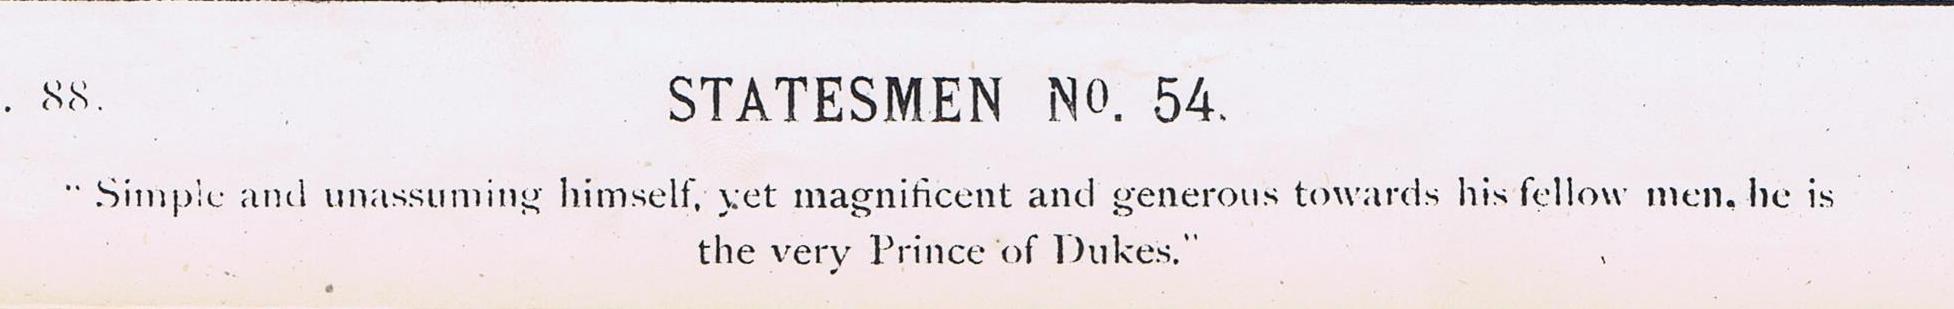 . 88.
STATESMEN No. 54.
" Simple and unassuming himself, yet magnificent and generous towards his fellow men, he is
the very Prince of Dukes."